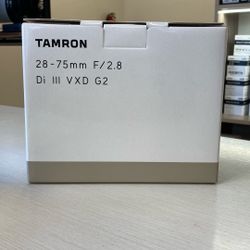 TAMRON
28-75mm F/2.8
Di III VXD G2